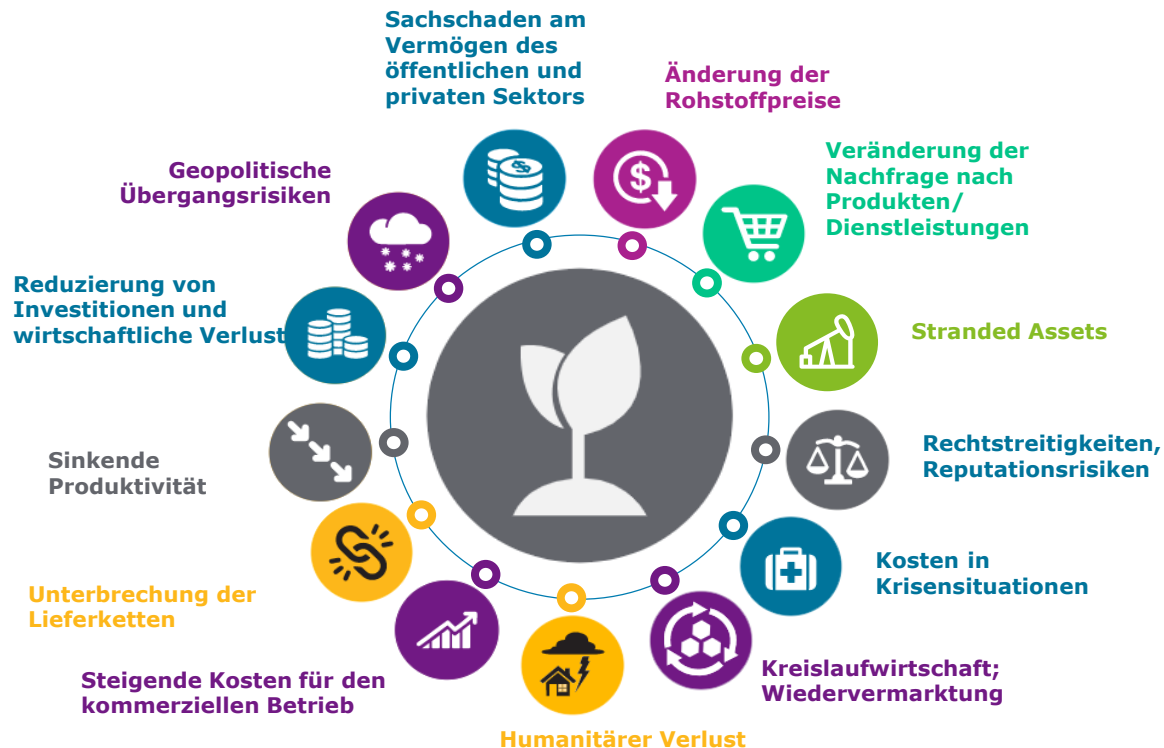 Sachschaden am
Vermögen des
öffentlichen und
privaten Sektors
Änderung der
Rohstoffpreise
Veränderung der
Nachfrage nach
Produkten/
Dienstleistungen
Stranded Assets
Rechtstreitigkeiten,
Reputationsrisiken
Kosten in
Krisensituationen
Kreislaufwirtschaft;
Wiedervermarktung
Humanitärer Verlust
Steigende Kosten für den
kommerziellen Betrieb
Unterbrechung der
Lieferketten
Sinkende
Produktivität
Reduzierung von
Investitionen und
wirtschaftliche Verlust
Geopolitische
Übergangsrisiken
$
$